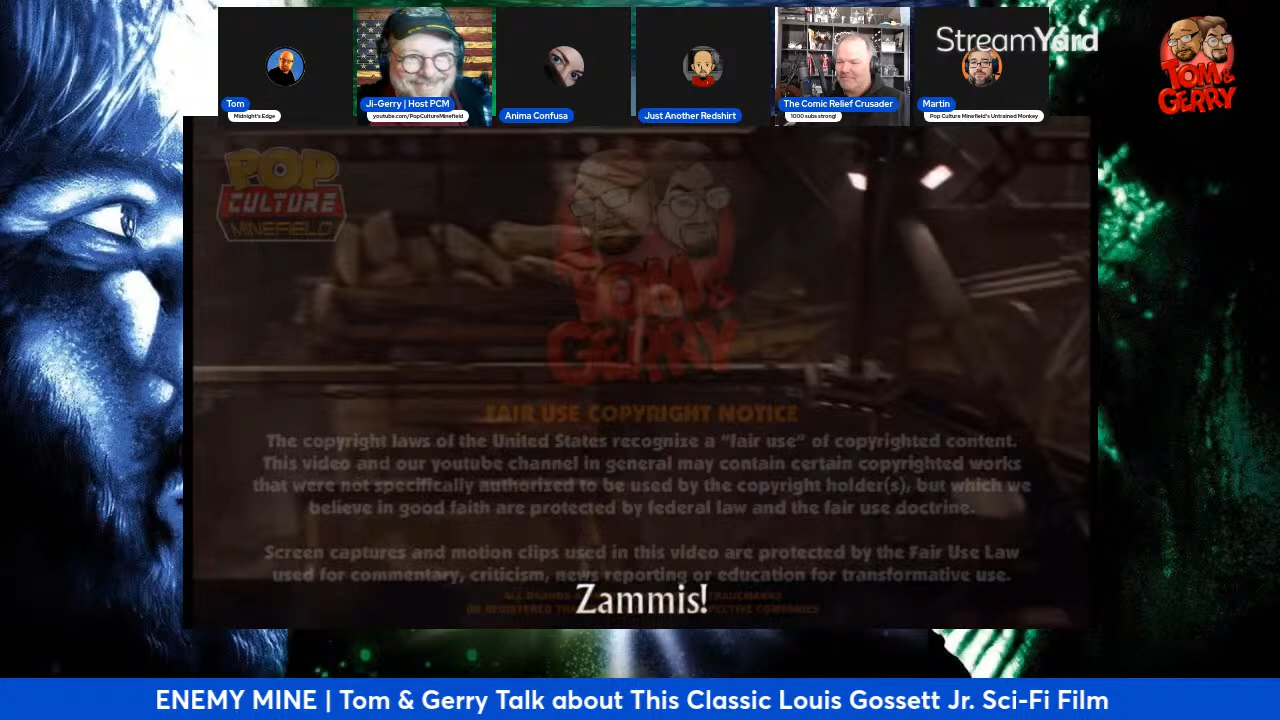 StreamYard
Tom
Midnight's Edge
Ji-Gerry | Host PCM
youtube.com/PopCultureMinefield
Anima Confusa
Just Another Redshirt
The Comic Relief Crusader
1000 subs strong!
Martin
Pop Culture Minefield's Untrained Monkey
TOM &
GERRY
POP
CULTURE
MINEFIELD
TOM &
GERRY
FAIR USE COPYRIGHT NOTICE
The copyright laws of the United States recognize a "fair use" of copyrighted content.
This video and our youtube channel in general may contain certain copyrighted works
that were not specifically authorized to be used by the copyright holder(s), but which we
believe in good faith are protected by federal law and the fair use doctrine.
Screen captures and motion clips used in this video are protected by the Fair Use Law
used for commentary, criticism, news reporting or education for transformative use.
ALL TRADEMARKS
OR REGISTERED COMPANIES
Zammis!
ENEMY MINE | Tom & Gerry Talk about This Classic Louis Gossett Jr. Sci-Fi Film